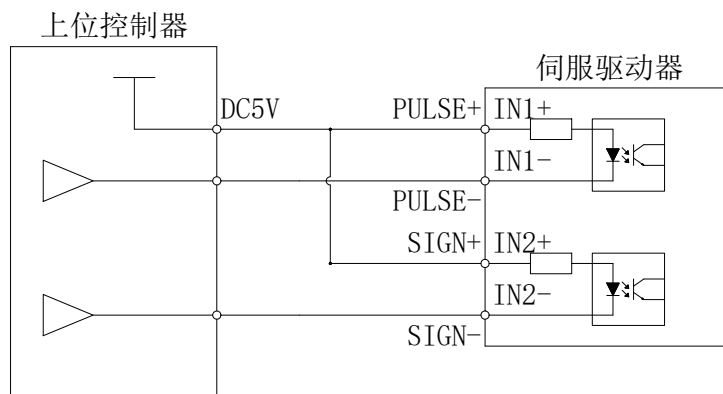 上位控制器
伺服驱动器
DC5V
PULSE+
IN1+
IN1-
PULSE-
SIGN+
IN2+
IN2-
SIGN-